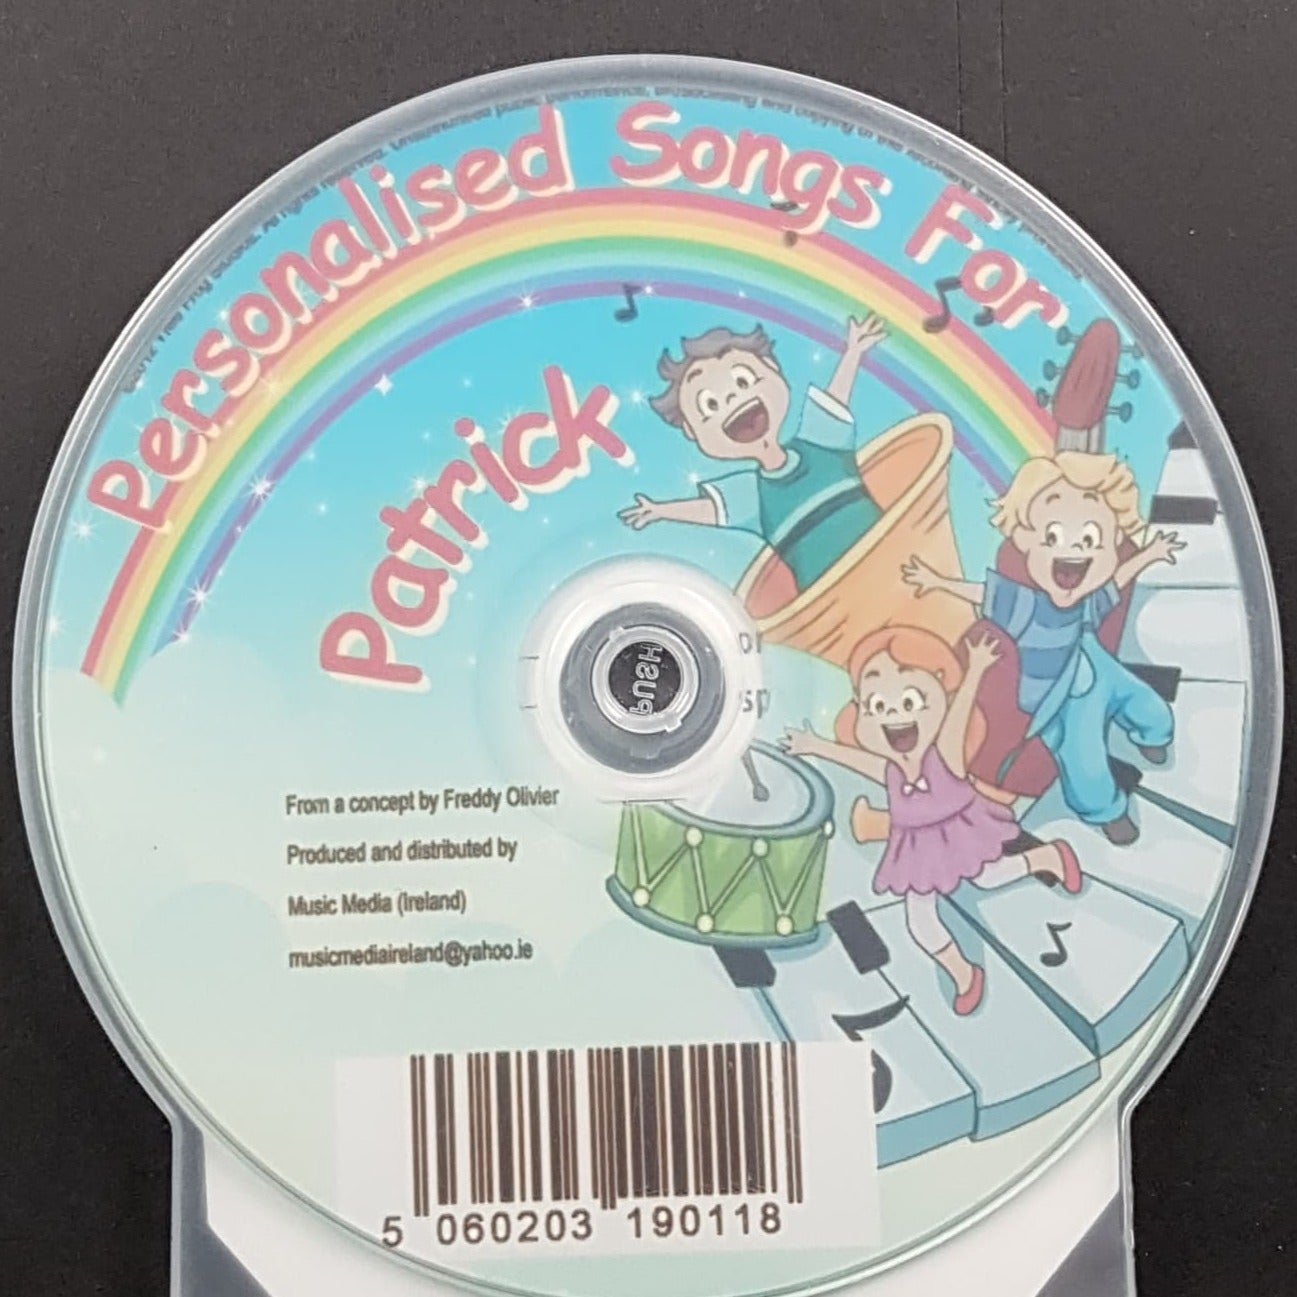 Personalised Songs For
Patrick
From a concept by Freddy Olivier
Produced and distributed by
Music Media (Ireland)
musicmediaireland@yahoo.ie
PUSH
5 060203 190118